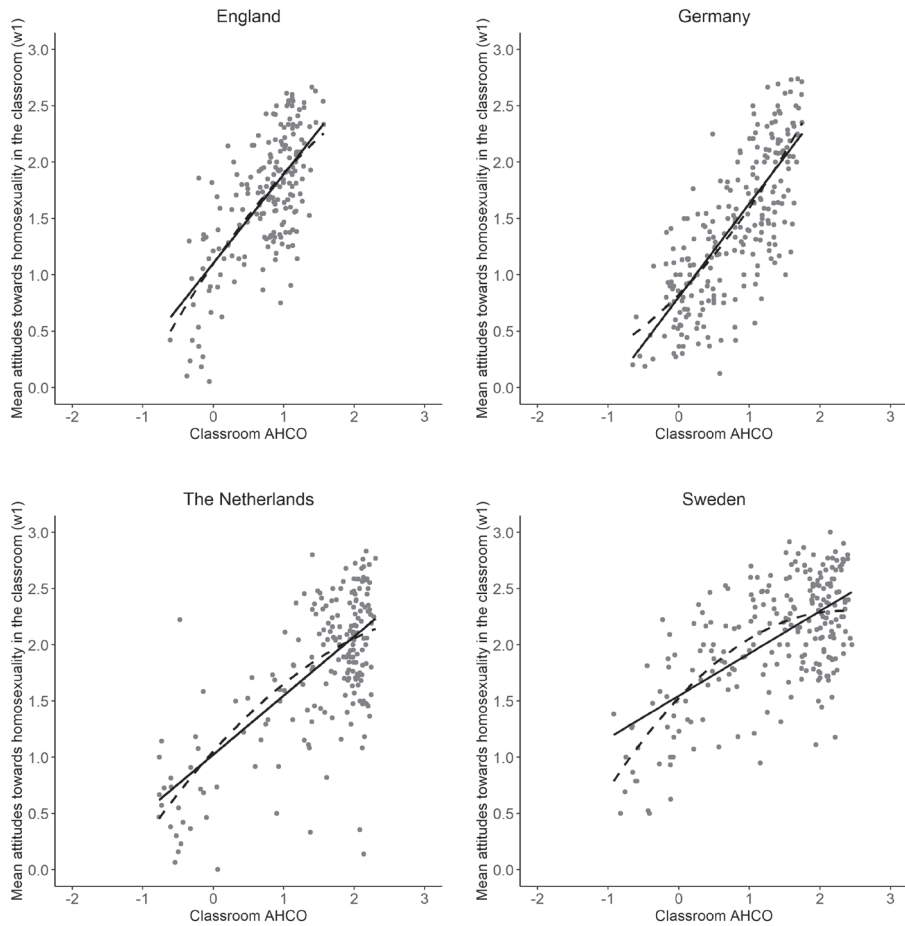 England
Mean attitudes towards homosexuality in the classroom (w1)
3.0
2.5
2.0
1.5
1.0
0.5
0.0
-2 -1 0 1 2 3
Classroom AHCO
Germany
Mean attitudes towards homosexuality in the classroom (w1)
3.0
2.5
2.0
1.5
1.0
0.5
0.0
-2 -1 0 1 2 3
Classroom AHCO
The Netherlands
Mean attitudes towards homosexuality in the classroom (w1)
3.0
2.5
2.0
1.5
1.0
0.5
0.0
-2 -1 0 1 2 3
Classroom AHCO
Sweden
Mean attitudes towards homosexuality in the classroom (w1)
3.0
2.5
2.0
1.5
1.0
0.5
0.0
-2 -1 0 1 2 3
Classroom AHCO